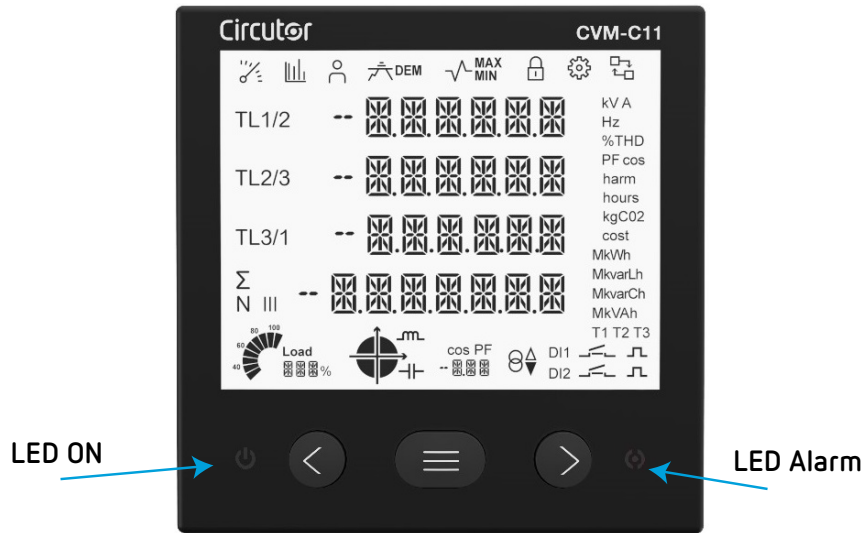 Circutor CVM-C11
DEM MAX
MIN
TL1/2
TL2/3
TL3/1
Σ
N III
kV A
Hz
%THD
PF cos
harm
hours
kgC02
cost
MkWh
MkvarLh
MkvarCh
MkVAh
T1 T2 T3
40 60 80 100
Load
%
cos PF
DI1
DI2
LED ON
LED Alarm